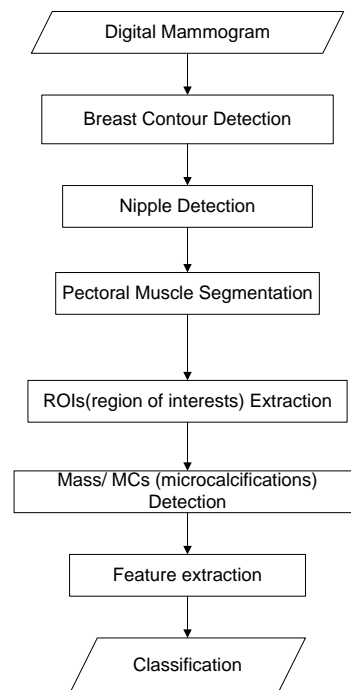 Digital Mammogram
Breast Contour Detection
Nipple Detection
Pectoral Muscle Segmentation
ROIs(region of interests) Extraction
Mass/ MCs (microcalcifications)
Detection
Feature extraction
Classification